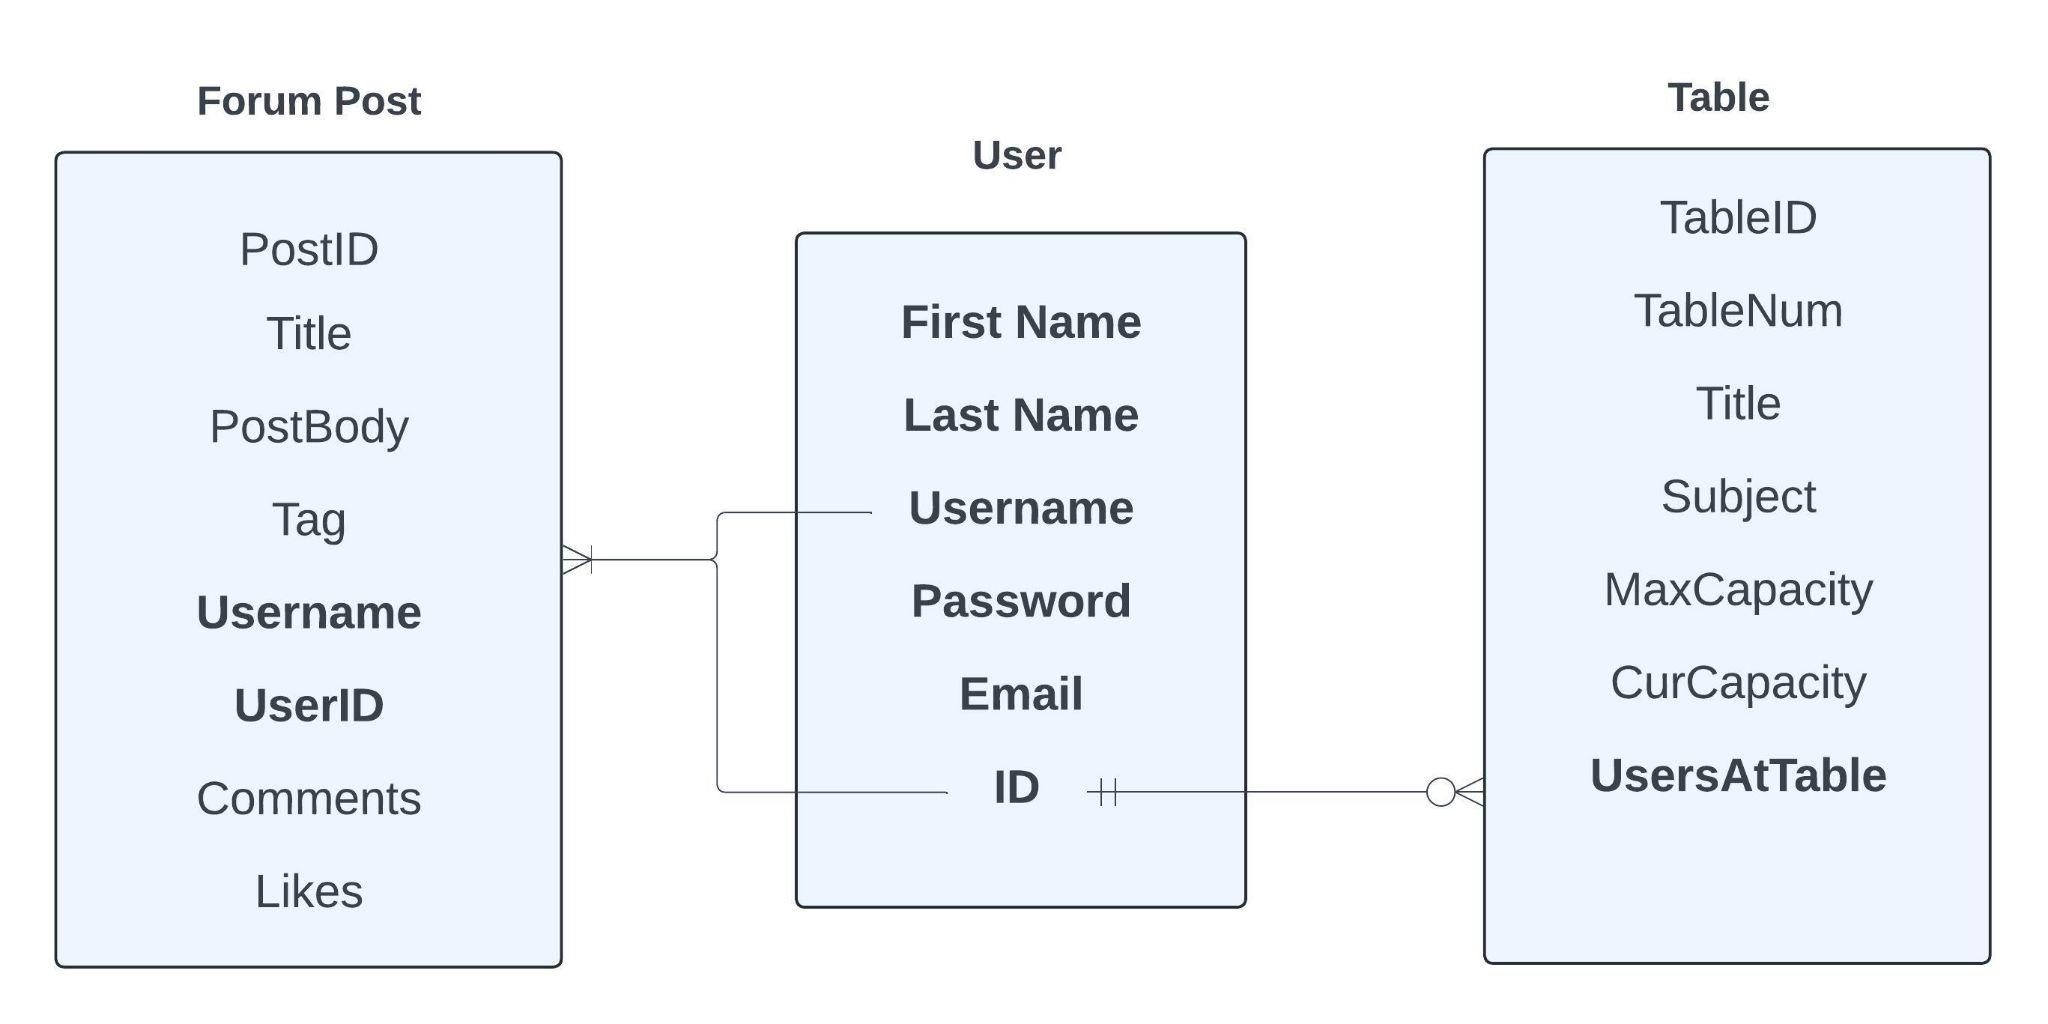 Forum Post
PostID
Title
PostBody
Tag
Username
UserID
Comments
Likes
User
First Name
Last Name
Username
Password
Email
ID
Table
TableID
TableNum
Title
Subject
MaxCapacity
CurCapacity
UsersAtTable